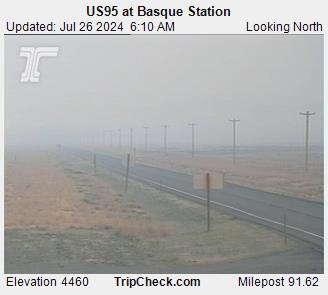 US95 at Basque Station
Updated: Jul 26 2024 6:10 AM Looking North
Elevation 4460 TripCheck.com Milepost 91.62